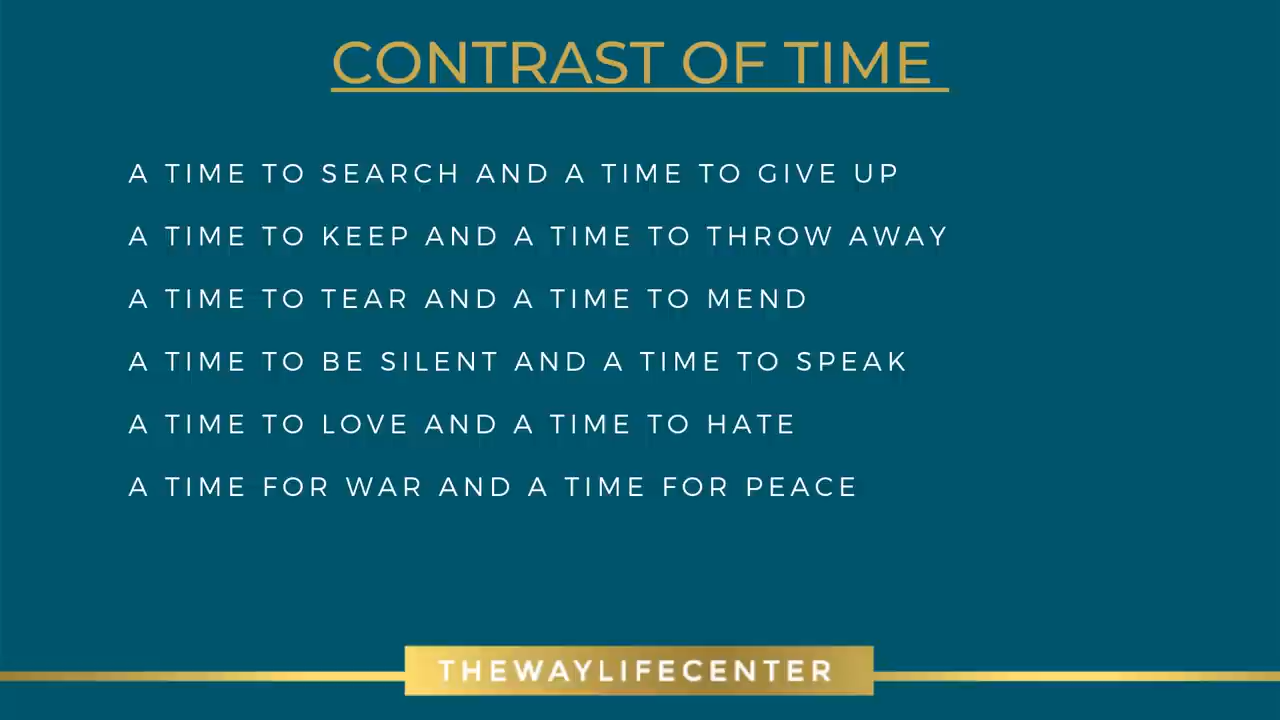 CONTRAST OF TIME
A TIME TO SEARCH AND A TIME TO GIVE UP
A TIME TO KEEP AND A TIME TO THROW AWAY
A TIME TO TEAR AND A TIME TO MEND
A TIME TO BE SILENT AND A TIME TO SPEAK
A TIME TO LOVE AND A TIME TO HATE
A TIME FOR WAR AND A TIME FOR PEACE
THEWAYLIFECENTER